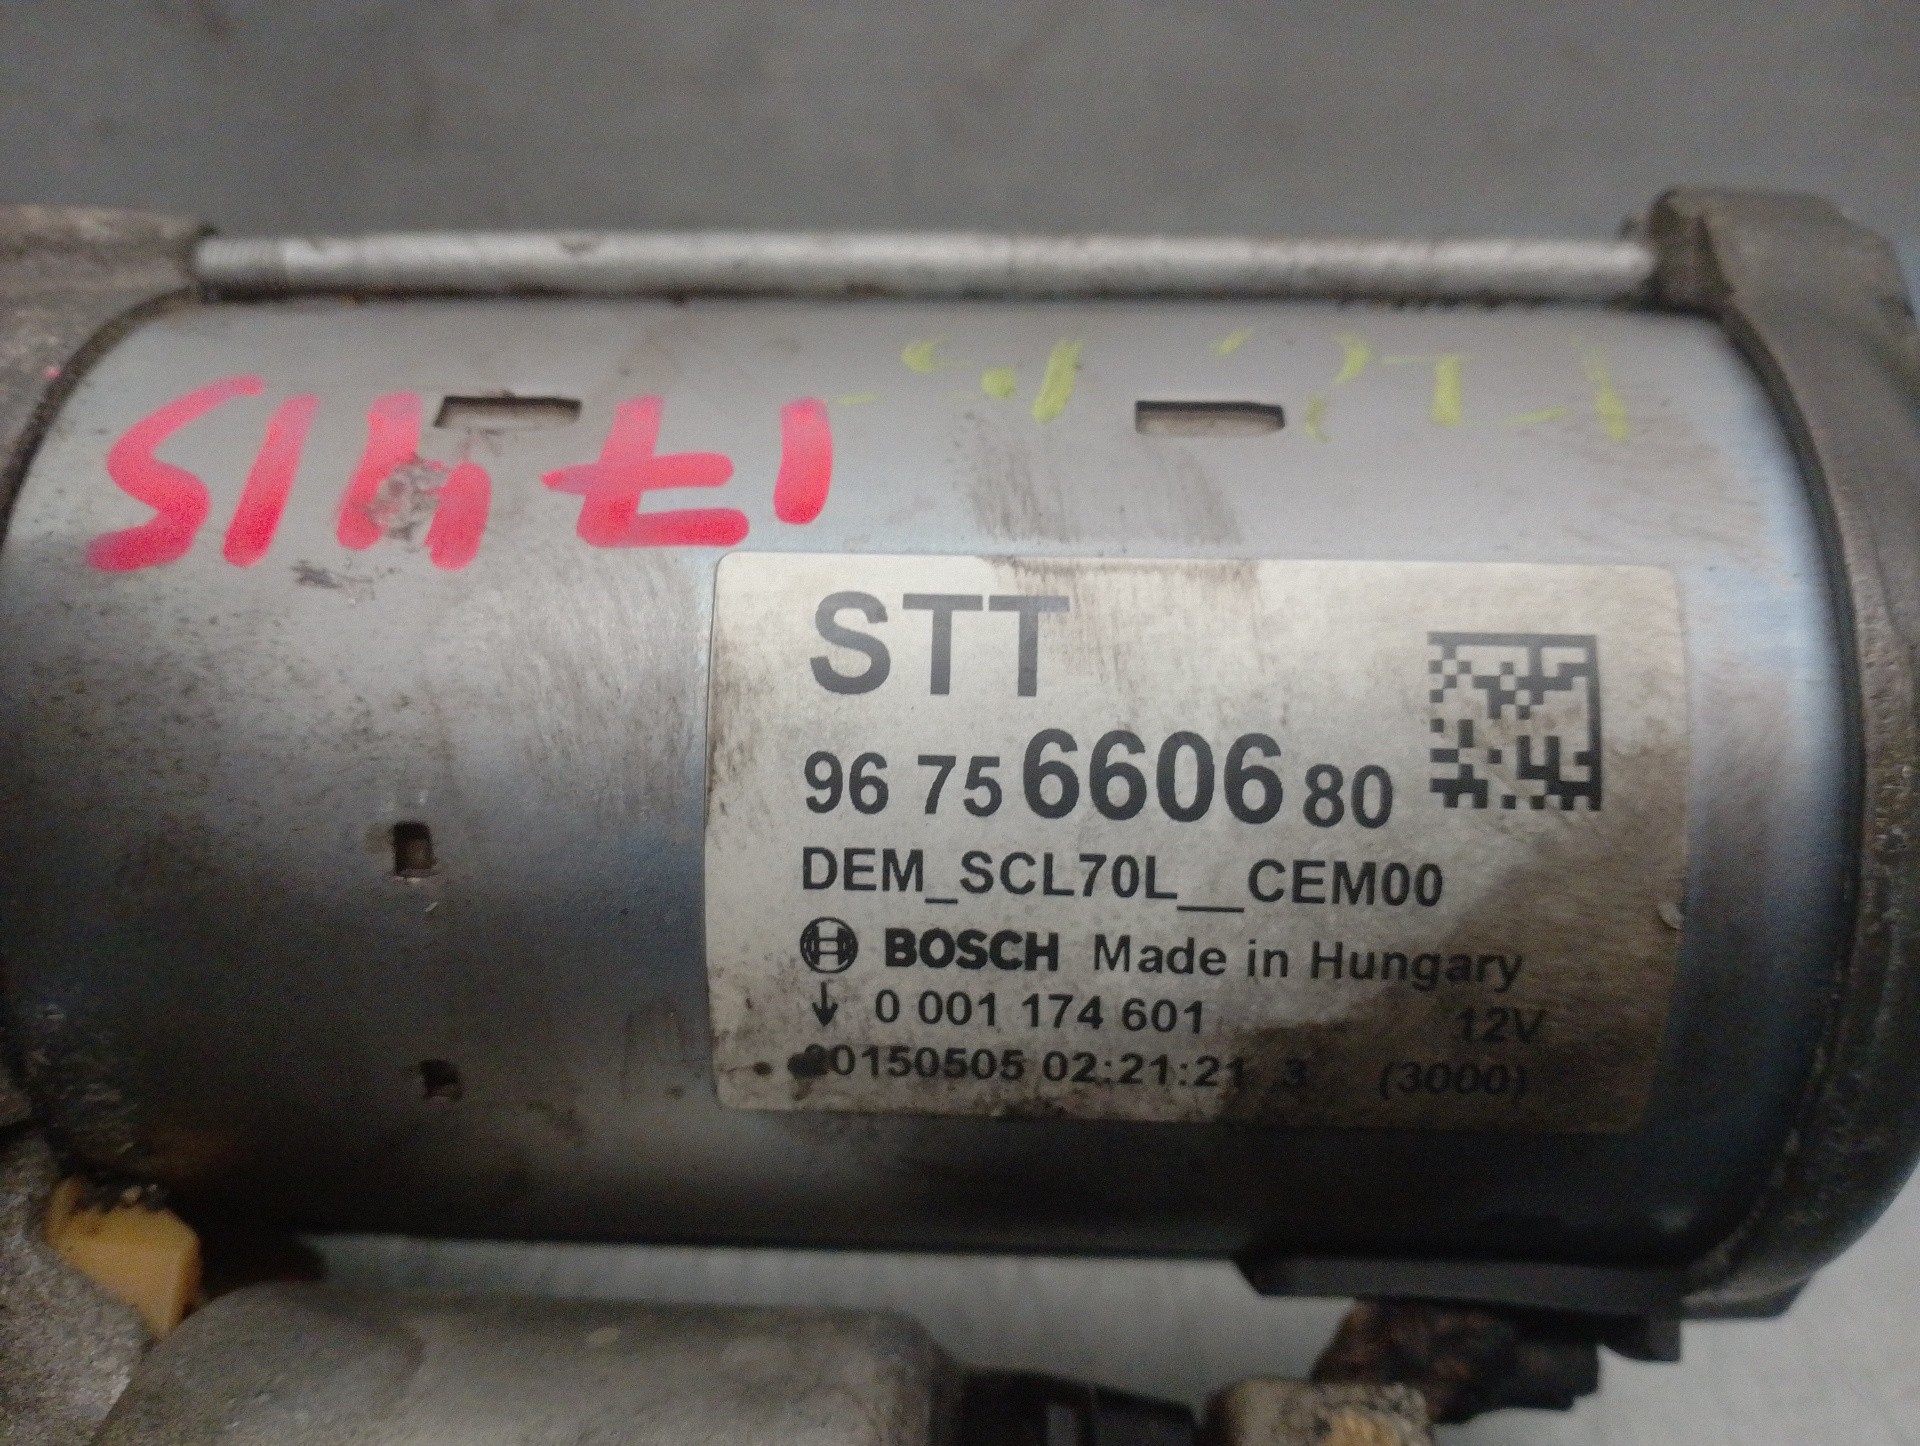 17415
STT
96 75 6606 80
DEM_SCL70L__CEM00
BOSCH Made in Hungary
↓ 0 001 174 601 12V
20150505 02:21:21 3 (3000)